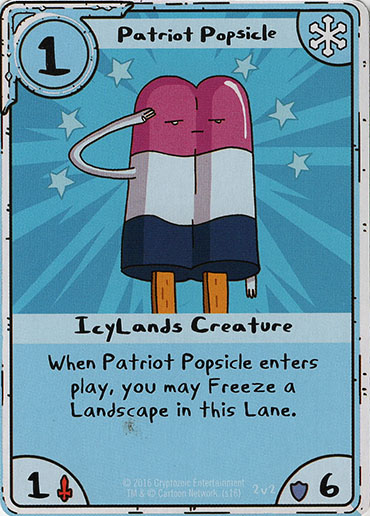 1
Patriot Popsicle
IcyLands Creature
When Patriot Popsicle enters
play, you may Freeze a
Landscape in this Lane.
© 2016 Cryptozoic Entertainment
TM & © Cartoon Network. (s16)
2v2
1
6